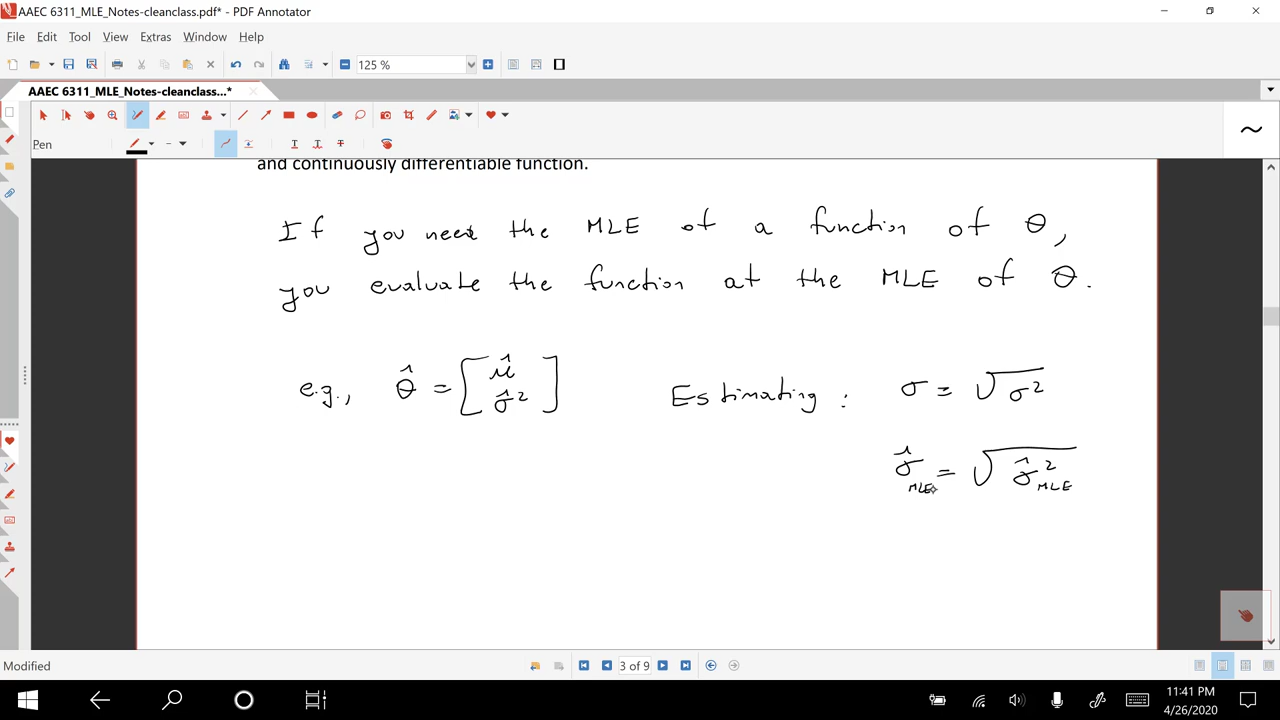 AAEC 6311_MLE_Notes-cleanclass.pdf* - PDF Annotator
File Edit Tool View Extras Window Help
125 %
AAEC 6311_MLE_Notes-cleanclass...*
Pen
and continuously differentiable function.
If you need the MLE of a function of θ,
you evaluate the function at the MLE of θ.
e.g., θ̂ = [μ̂ σ̂²] Estimating: σ = √σ²
σ̂_MLE = √σ̂²_MLE
Modified
3 of 9
11:41 PM
4/26/2020